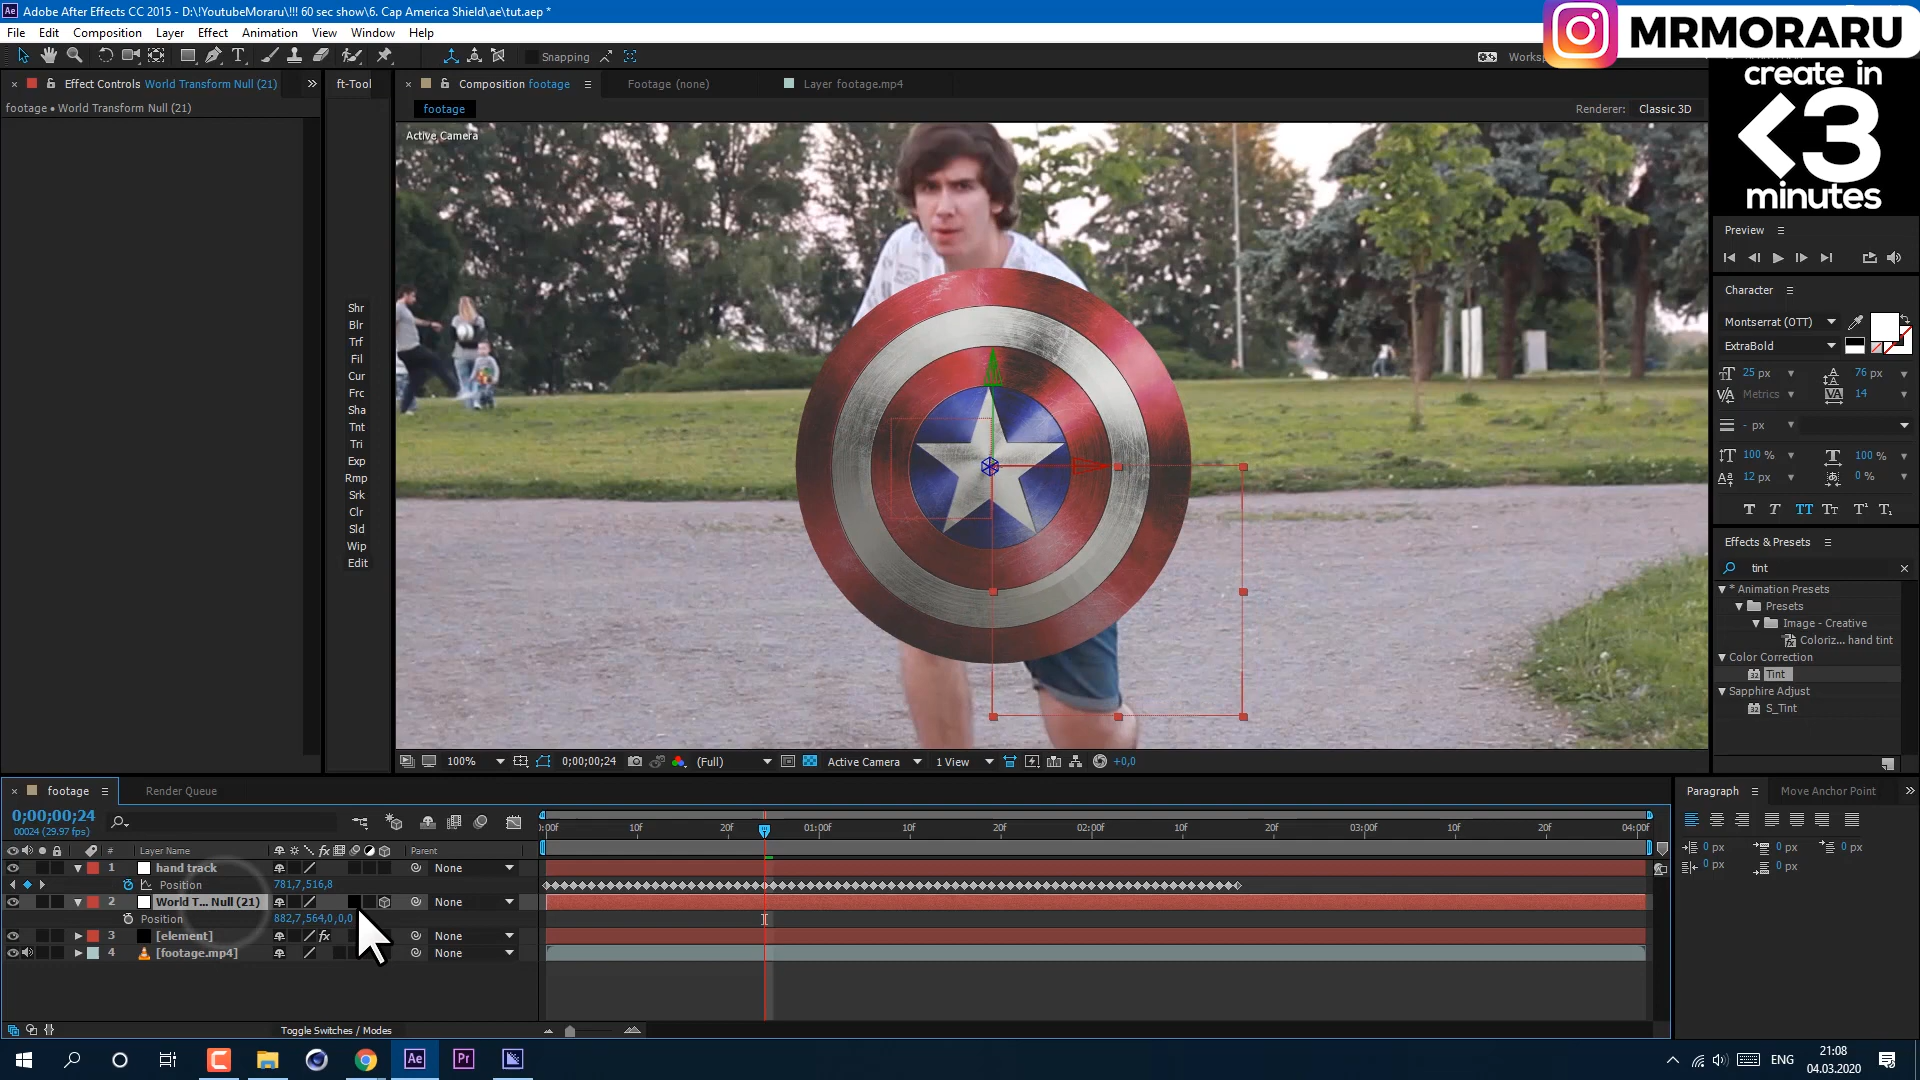 Adobe After Effects CC 2015 - D:\!YoutubeMoraru\!!! 60 sec show\6. Cap America Shield\ae\tut.aep *
MRMORARU
File Edit Composition Layer Effect Animation View Window Help
Snapping
create in
<3
minutes
Effect Controls World Transform Null (21) »
ft-Tool
Composition footage
Footage (none)
Layer footage.mp4
footage • World Transform Null (21)
footage
Renderer: Classic 3D
Active Camera
Shr
Blr
Trf
Fil
Cur
Frc
Sha
Tnt
Tri
Exp
Rmp
Srk
Clr
Sld
Wip
Edit
Preview
Character
Montserrat (OTT)
ExtraBold
25 px
76 px
Metrics
14
- px
100 %
100 %
12 px
0 %
Effects & Presets
tint
* Animation Presets
Presets
Image - Creative
Coloriz... hand tint
Color Correction
Tint
Sapphire Adjust
S_Tint
100%
0;00;00;24
(Full)
Active Camera
1 View
+0,0
footage
Render Queue
0;00;00;24
00024 (29.97 fps)
:00f 10f 20f 01:00f 10f 20f 02:00f 10f 20f 03:00f 10f 20f 04:00f
# Layer Name
Parent
1 hand track None
Position 781,7,516,8
2 World T... Null (21) None
Position 882,7,564,0,0,0
3 [element] fx None
4 [footage.mp4] None
Toggle Switches / Modes
Paragraph
Move Anchor Point »
0 px 0 px 0 px
0 px 0 px
Ae
Pr
ENG
21:08
04.03.2020